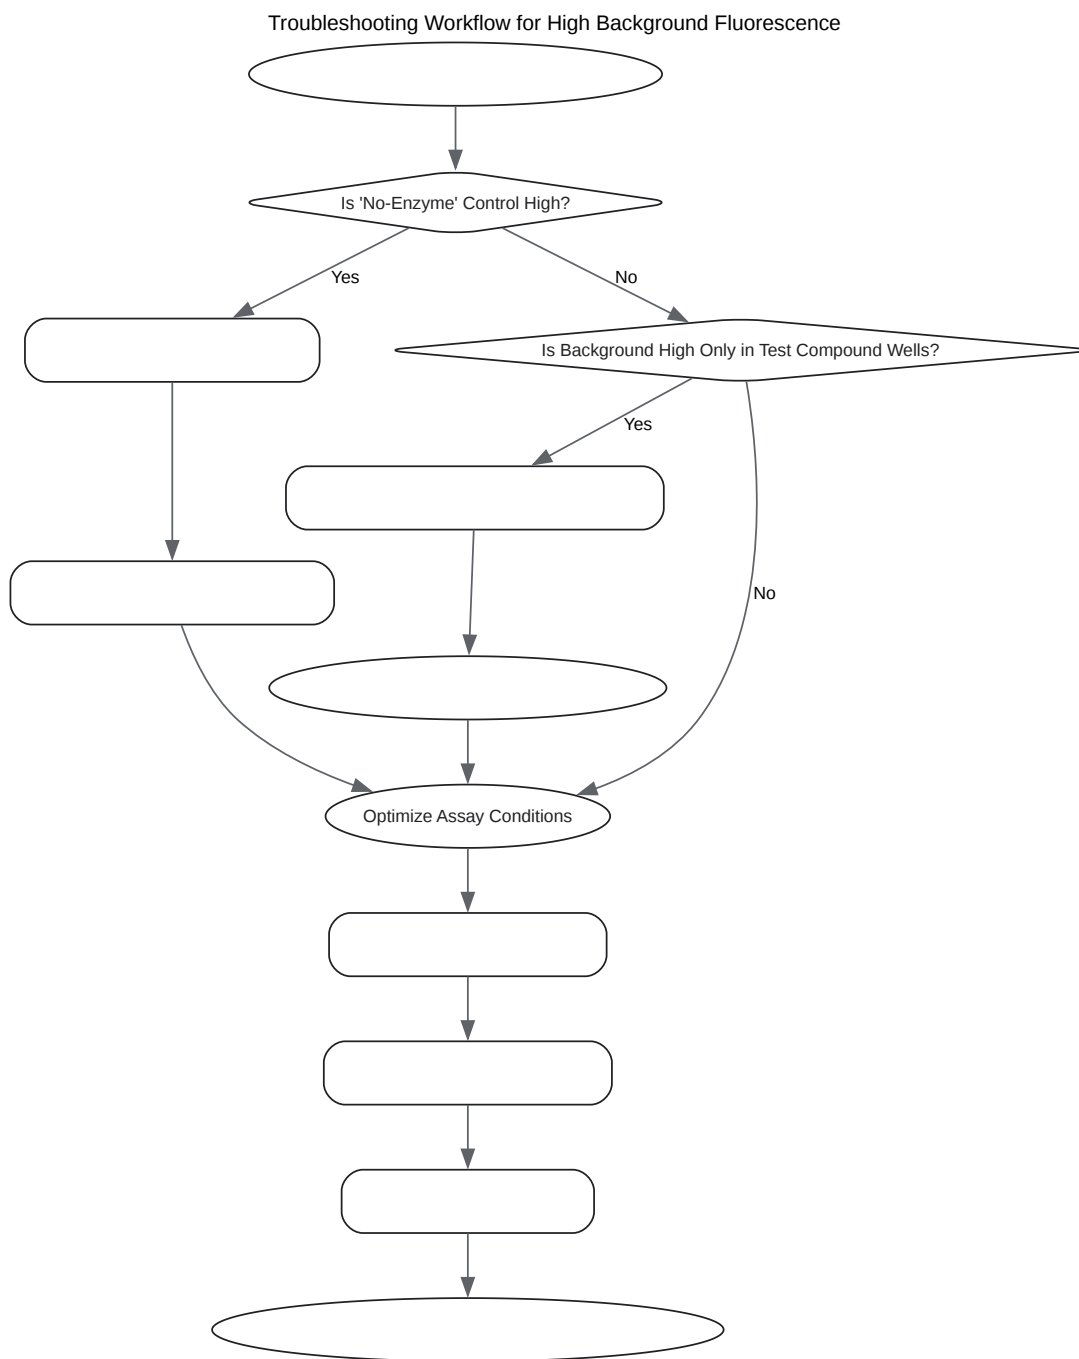 Troubleshooting Workflow for High Background Fluorescence
Is 'No-Enzyme' Control High?
Yes
No
Is Background High Only in Test Compound Wells?
Yes
No
Optimize Assay Conditions